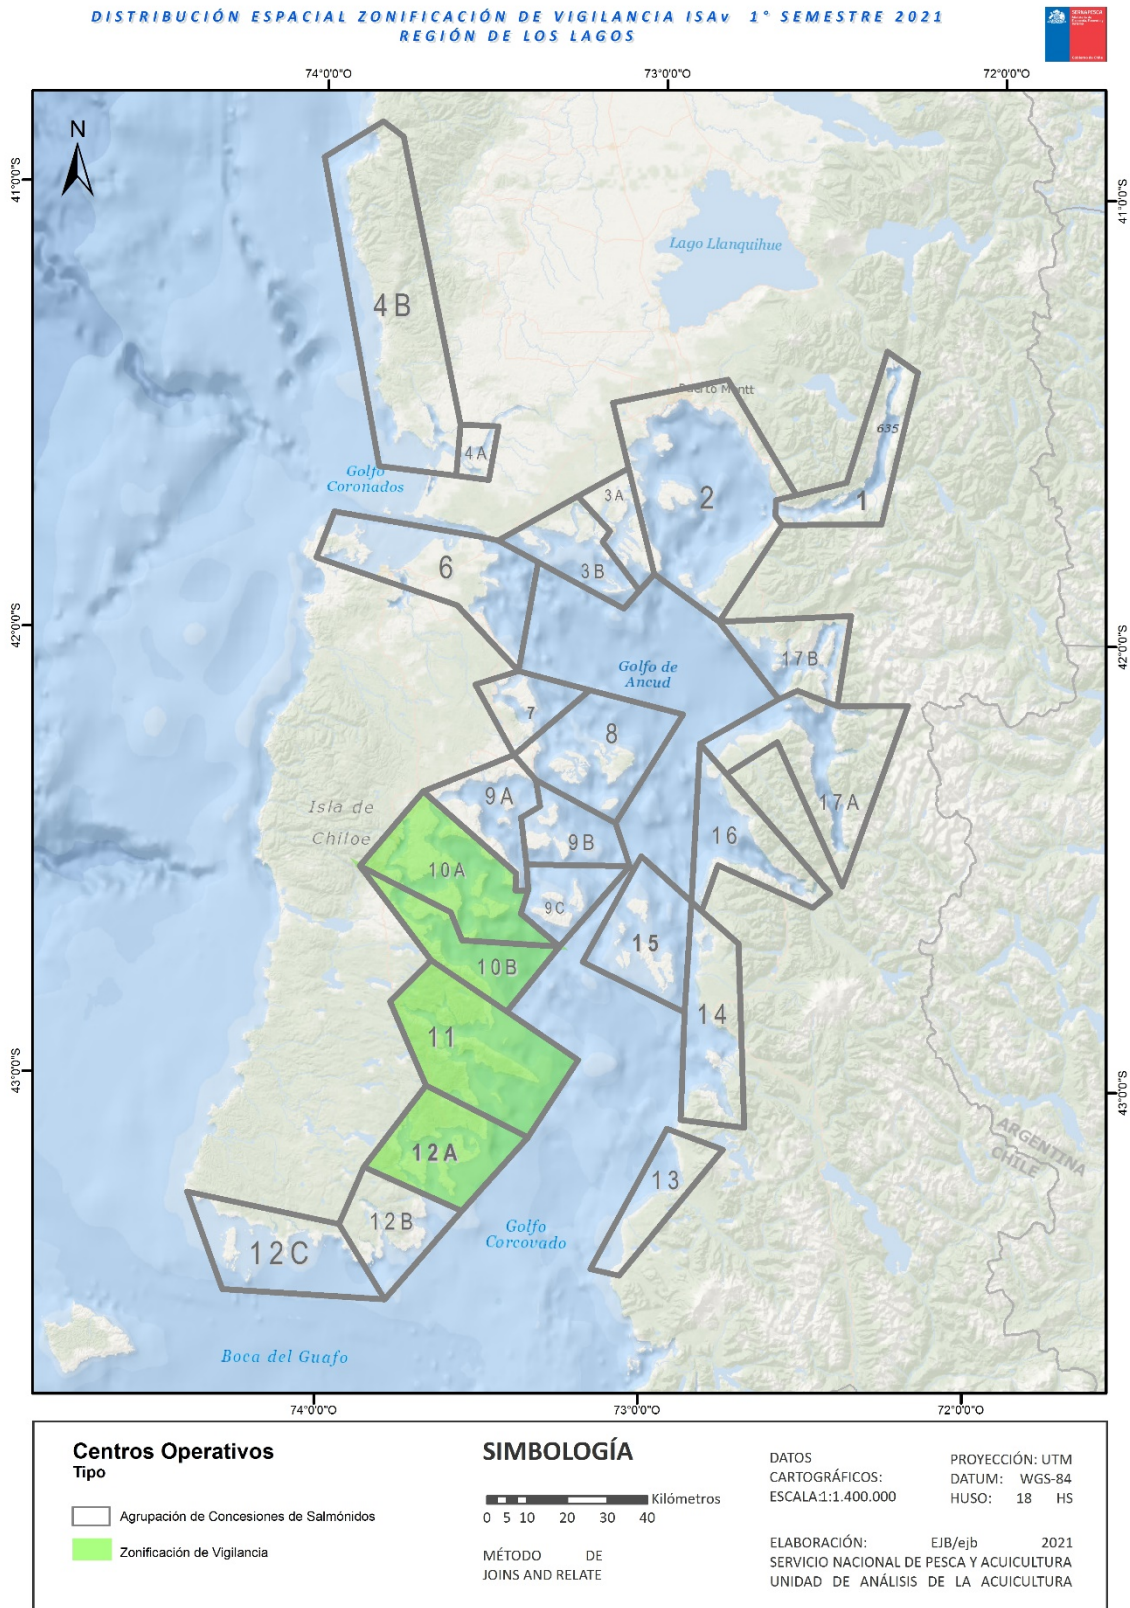 DISTRIBUCIÓN ESPACIAL ZONIFICACIÓN DE VIGILANCIA ISAv 1° SEMESTRE 2021
REGIÓN DE LOS LAGOS
SERNAPESCA
74°0'0"O 73°0'0"O 72°0'0"O
N
41°0'0"S
41°0'0"S
Lago Llanquihue
4 B
Puerto Montt
635
4 A
Golfo
Coronados
3 A
2
1
6
3 B
42°0'0"S
42°0'0"S
17 B
Golfo de
Ancud
7
8
9 A
17 A
Isla de
Chiloe
16
9 B
10 A
9 C
15
10 B
14
11
43°0'0"S
43°0'0"S
ARGENTINA
CHILE
12 A
13
12 B
Golfo
Corcovado
12 C
Boca del Guafo
74°0'0"O 73°0'0"O 72°0'0"O
Centros Operativos
Tipo
Agrupación de Concesiones de Salmónidos
Zonificación de Vigilancia
SIMBOLOGÍA
Kilómetros
0 5 10 20 30 40
MÉTODO DE
JOINS AND RELATE
DATOS
CARTOGRÁFICOS:
ESCALA:1:1.400.000
PROYECCIÓN: UTM
DATUM: WGS-84
HUSO: 18 HS
ELABORACIÓN: EJB/ejb 2021
SERVICIO NACIONAL DE PESCA Y ACUICULTURA
UNIDAD DE ANÁLISIS DE LA ACUICULTURA